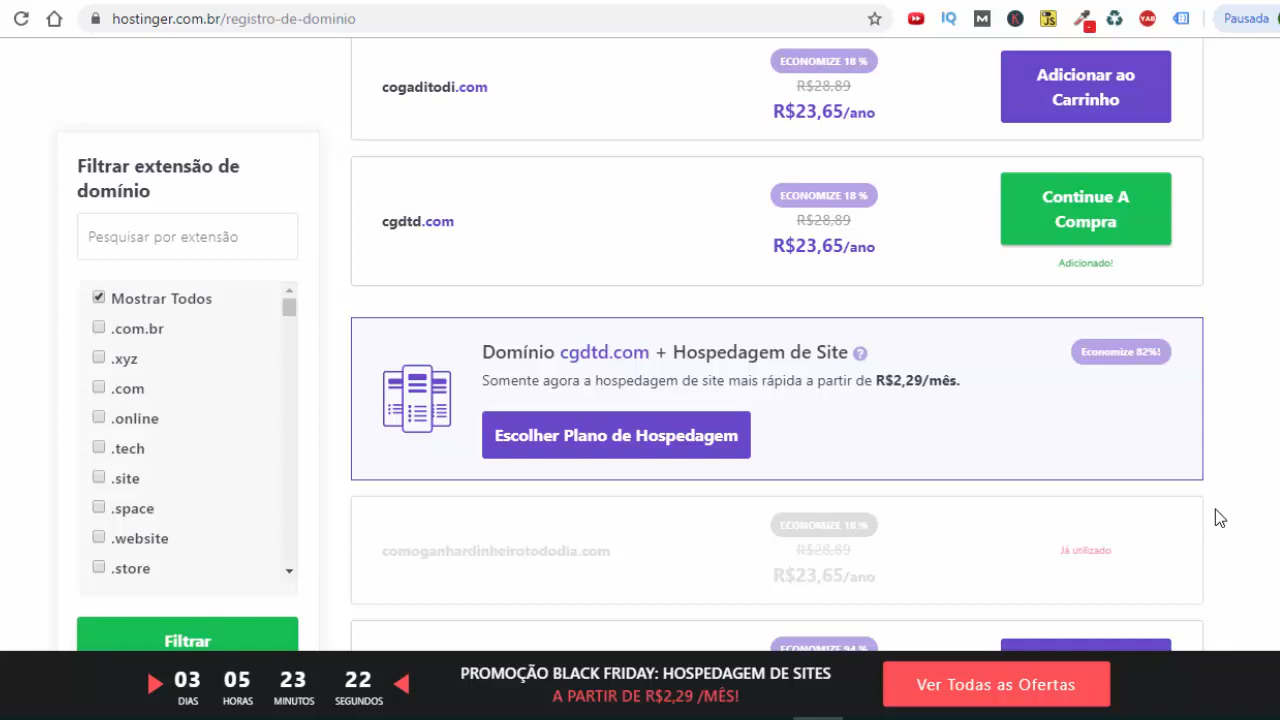 hostinger.com.br/registro-de-dominio
IQ
M
K
JS
YAB
Pausada
ECONOMIZE 18 %
cogaditodi.com
R$28,89
R$23,65/ano
Adicionar ao
Carrinho
Filtrar extensão de
domínio
Pesquisar por extensão
Mostrar Todos
.com.br
.xyz
.com
.online
.tech
.site
.space
.website
.store
Filtrar
ECONOMIZE 18 %
cgdtd.com
R$28,89
R$23,65/ano
Continue A
Compra
Adicionado!
Domínio cgdtd.com + Hospedagem de Site ?
Economize 82%!
Somente agora a hospedagem de site mais rápida a partir de R$2,29/mês.
Escolher Plano de Hospedagem
ECONOMIZE 18 %
comoganhardinheirotododia.com
R$28,89
R$23,65/ano
Já utilizado
ECONOMIZE 94 %
03 05 23 22
DIAS HORAS MINUTOS SEGUNDOS
PROMOÇÃO BLACK FRIDAY: HOSPEDAGEM DE SITES
A PARTIR DE R$2,29 /MÊS!
Ver Todas as Ofertas